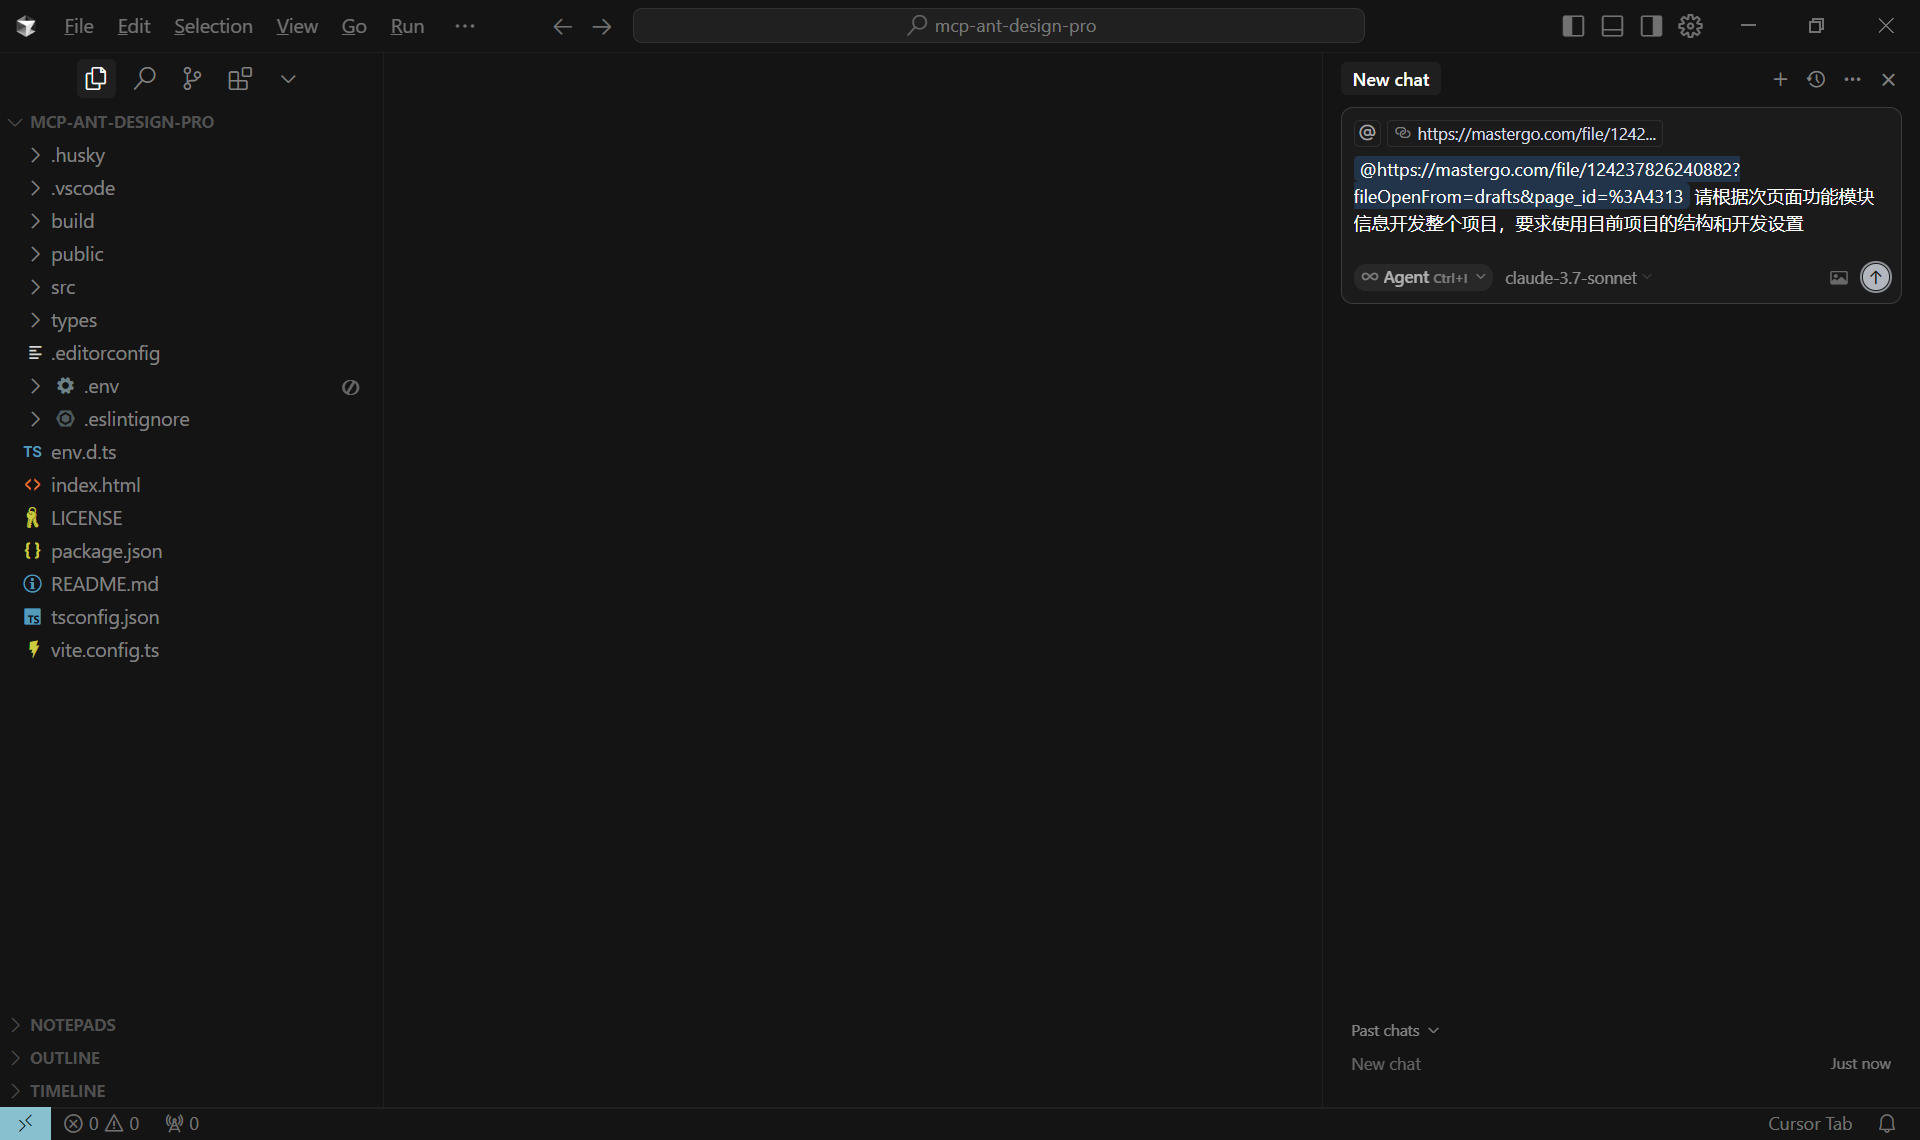 File Edit Selection View Go Run
mcp-ant-design-pro
MCP-ANT-DESIGN-PRO
.husky
.vscode
build
public
src
types
.editorconfig
.env
.eslintignore
TS env.d.ts
index.html
LICENSE
package.json
README.md
TS tsconfig.json
vite.config.ts
NOTEPADS
OUTLINE
TIMELINE
New chat
@ https://mastergo.com/file/1242...
@https://mastergo.com/file/124237826240882?
fileOpenFrom=drafts&page_id=%3A4313 请根据次页面功能模块
信息开发整个项目，要求使用目前项目的结构和开发设置
Agent Ctrl+I claude-3.7-sonnet
Past chats
New chat Just now
0 0 0
Cursor Tab